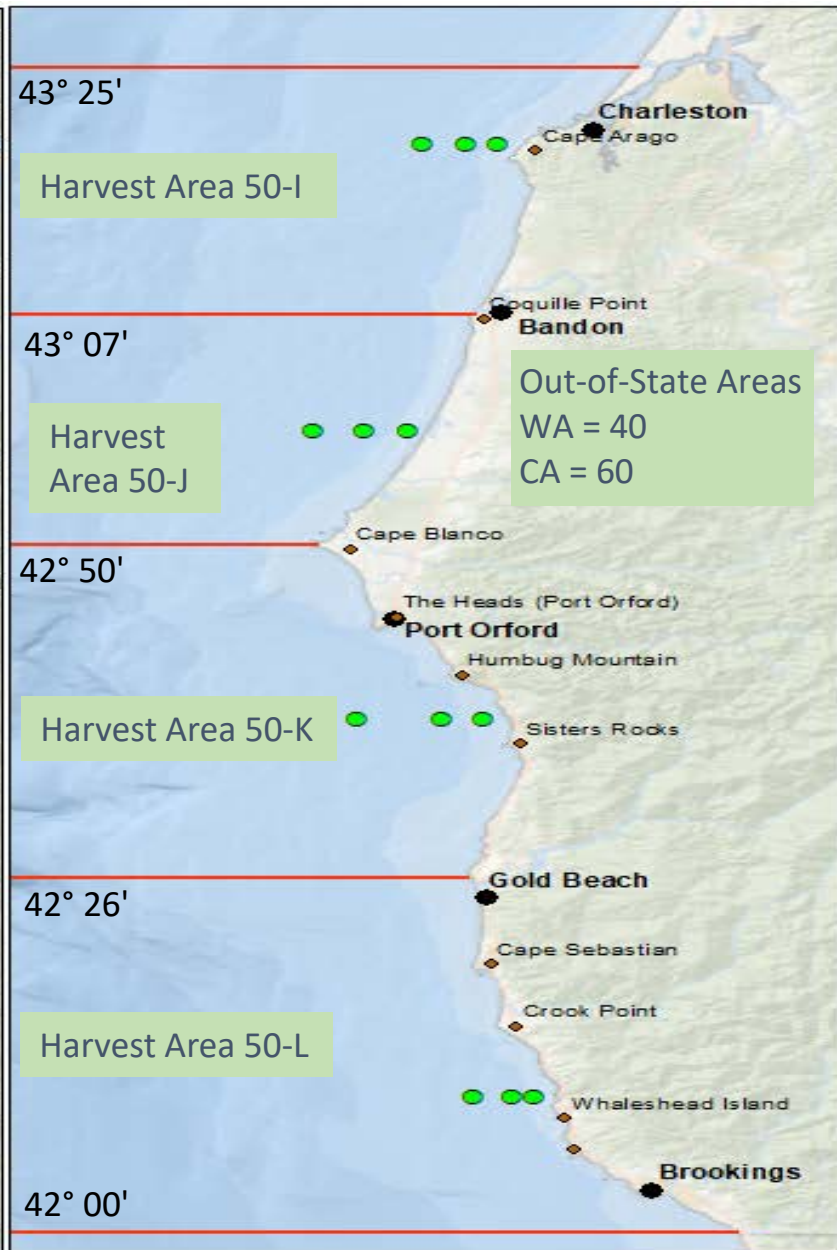 43° 25'
Charleston
Cape Arago
Harvest Area 50-I
Coquille Point
Bandon
43° 07'
Out-of-State Areas
WA = 40
CA = 60
Harvest
Area 50-J
Cape Blanco
42° 50'
The Heads (Port Orford)
Port Orford
Humbug Mountain
Harvest Area 50-K
Sisters Rocks
Gold Beach
42° 26'
Cape Sebastian
Crook Point
Harvest Area 50-L
Whaleshead Island
Brookings
42° 00'